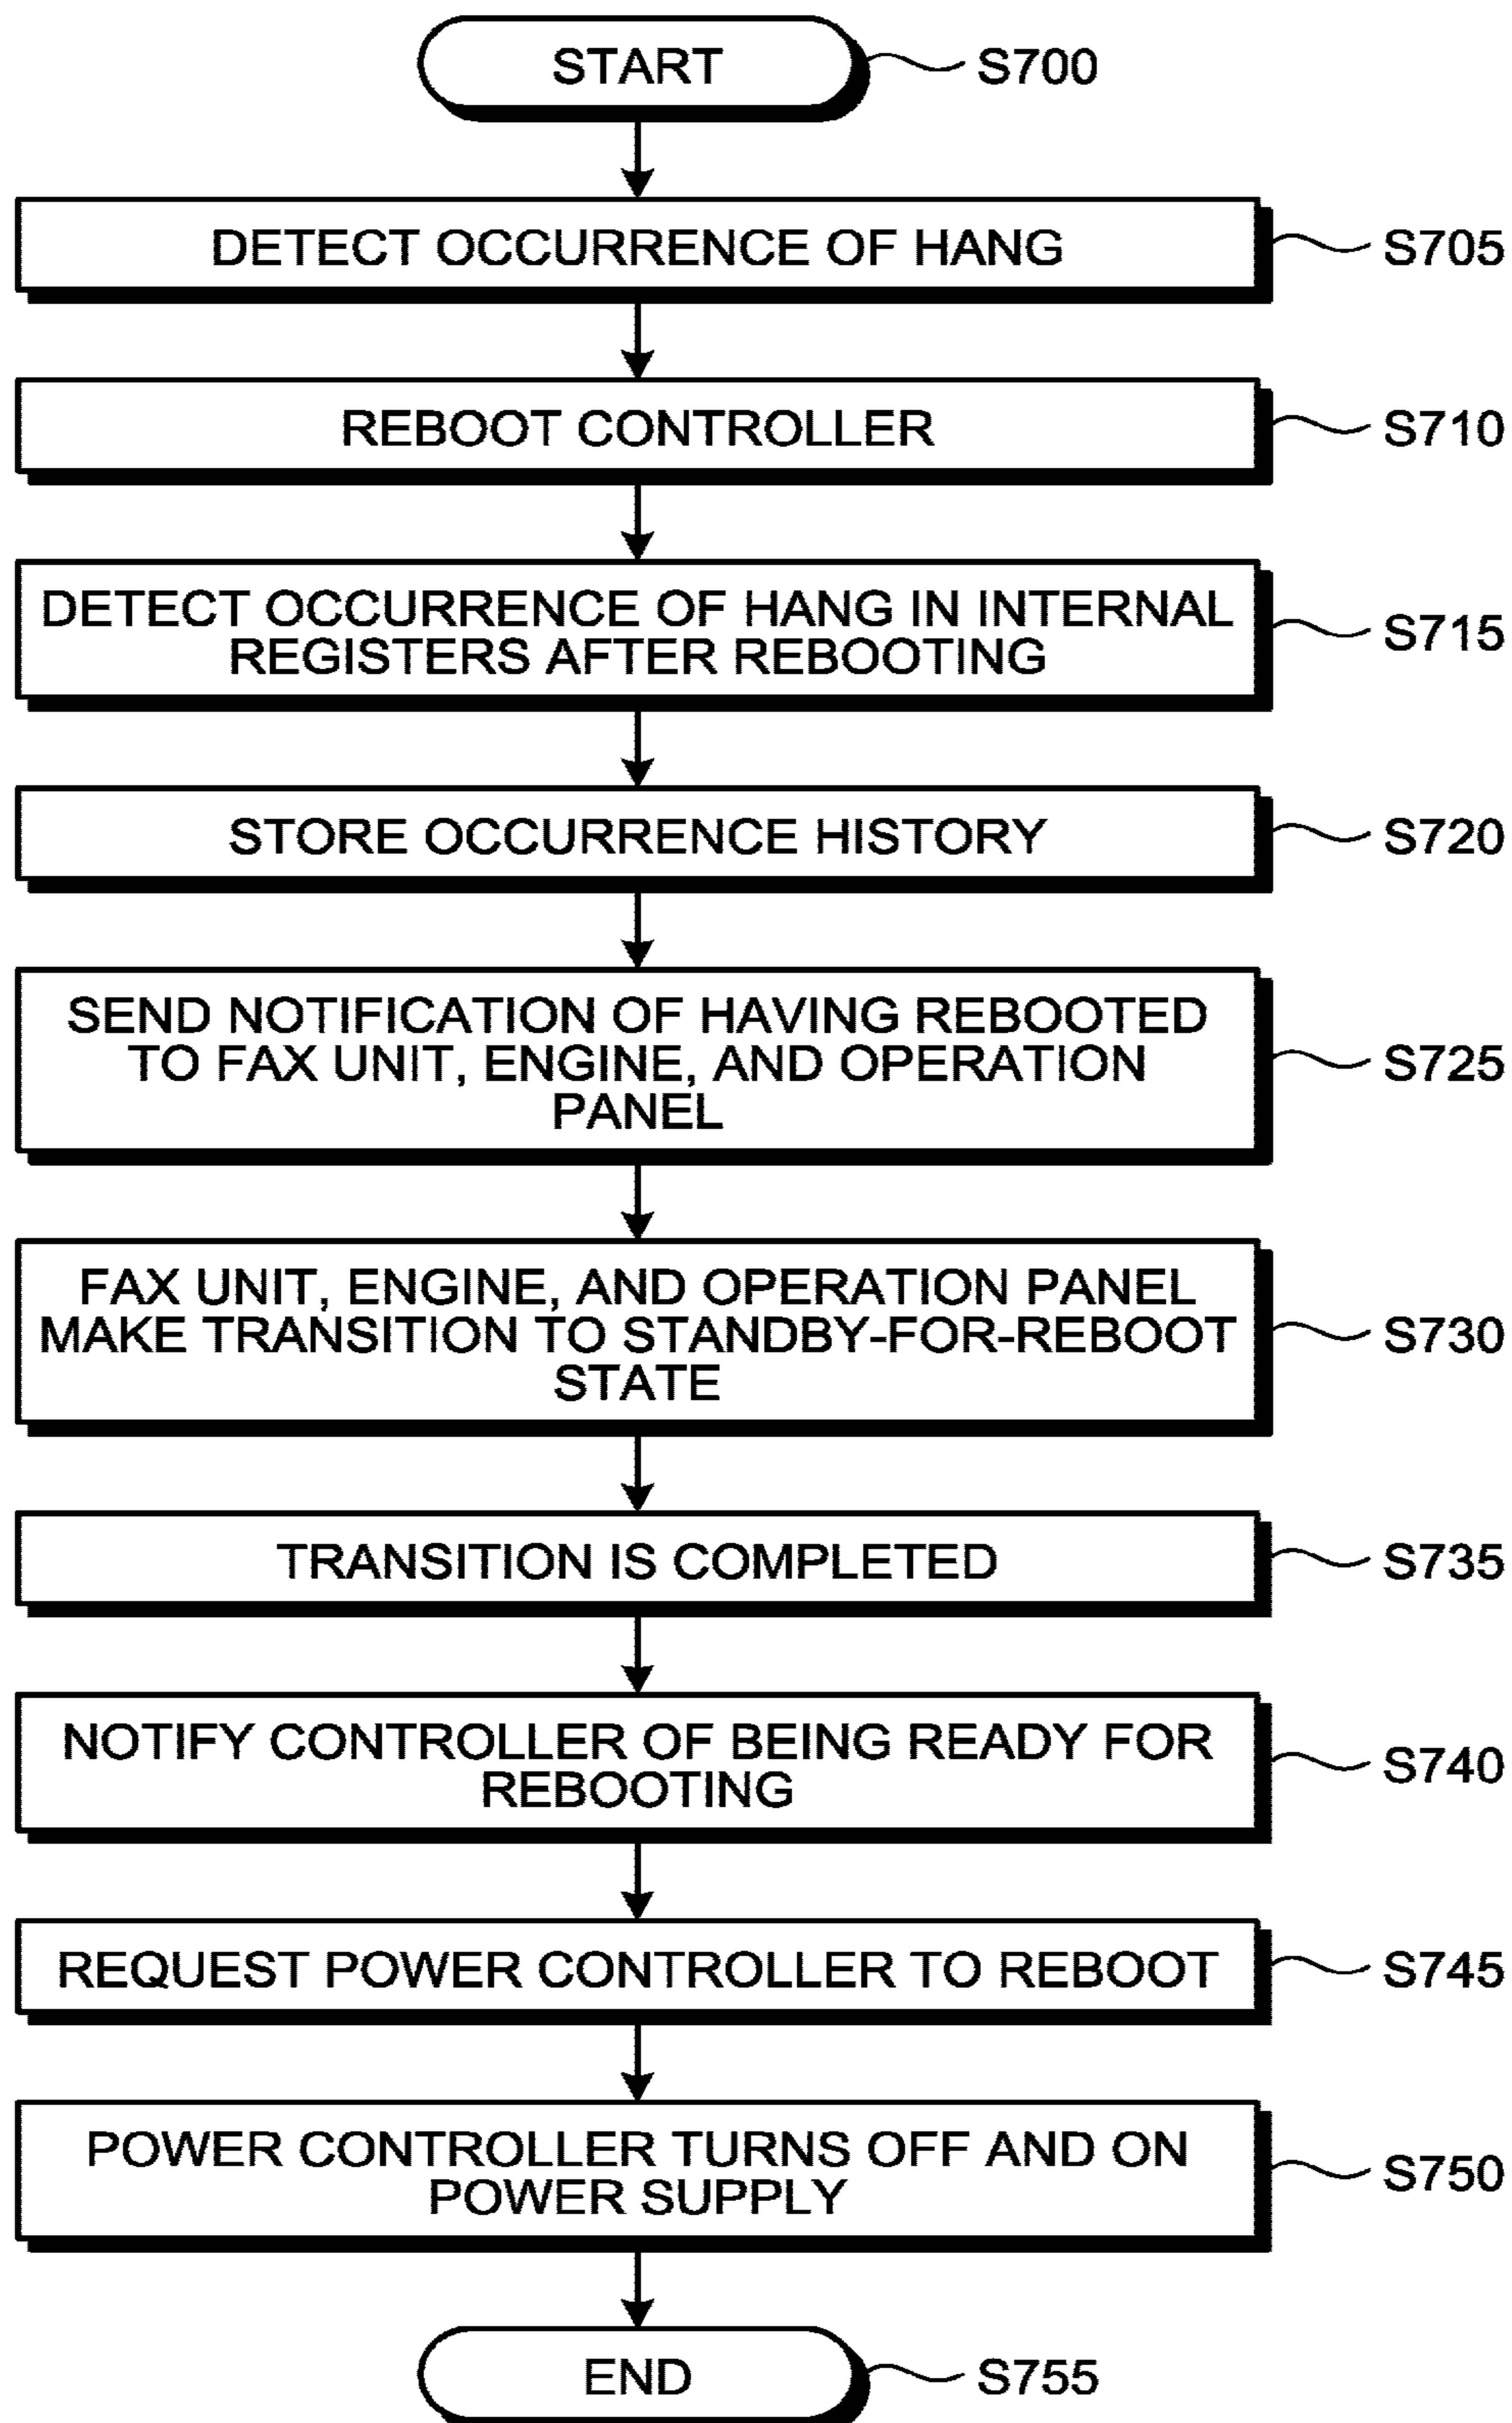 START
S700
DETECT OCCURRENCE OF HANG
S705
REBOOT CONTROLLER
S710
DETECT OCCURRENCE OF HANG IN INTERNAL
REGISTERS AFTER REBOOTING
S715
STORE OCCURRENCE HISTORY
S720
SEND NOTIFICATION OF HAVING REBOOTED
TO FAX UNIT, ENGINE, AND OPERATION
PANEL
S725
FAX UNIT, ENGINE, AND OPERATION PANEL
MAKE TRANSITION TO STANDBY-FOR-REBOOT
STATE
S730
TRANSITION IS COMPLETED
S735
NOTIFY CONTROLLER OF BEING READY FOR
REBOOTING
S740
REQUEST POWER CONTROLLER TO REBOOT
S745
POWER CONTROLLER TURNS OFF AND ON
POWER SUPPLY
S750
END
S755